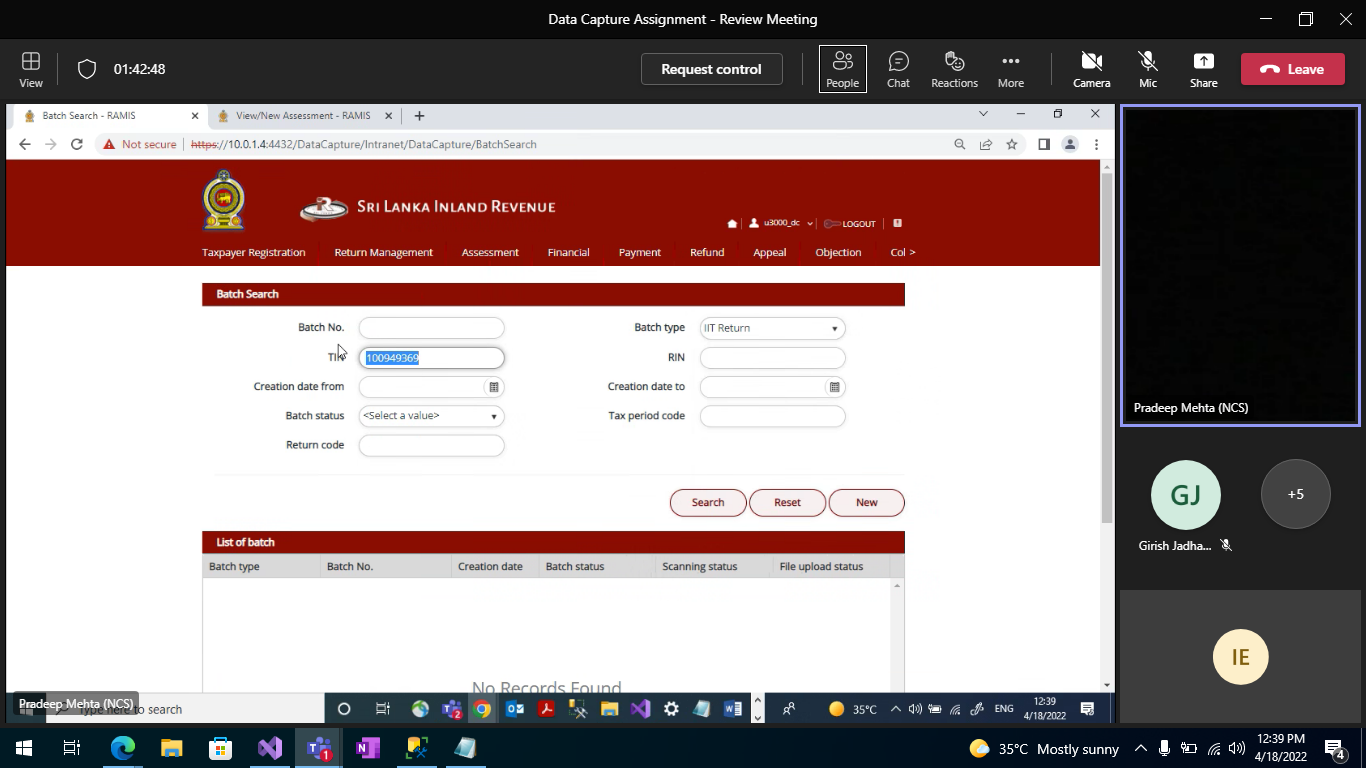 Data Capture Assignment - Review Meeting
View
01:42:48
Request control
People
Chat
Reactions
More
Camera
Mic
Share
Leave
Batch Search - RAMIS
View/New Assessment - RAMIS
Not secure
https://10.0.1.4:4432/DataCapture/Intranet/DataCapture/BatchSearch
SRI LANKA INLAND REVENUE
u3000_dc
LOGOUT
Taxpayer Registration
Return Management
Assessment
Financial
Payment
Refund
Appeal
Objection
Col >
Batch Search
Batch No.
Batch type
IIT Return
TIN
100949369
RIN
Creation date from
Creation date to
Batch status
<Select a value>
Tax period code
Return code
Search
Reset
New
List of batch
Batch type
Batch No.
Creation date
Batch status
Scanning status
File upload status
No Records Found
Pradeep Mehta (NCS)
Type here to search
35°C
ENG
12:39
4/18/2022
Pradeep Mehta (NCS)
GJ
+5
Girish Jadha...
IE
35°C Mostly sunny
12:39 PM
4/18/2022
4